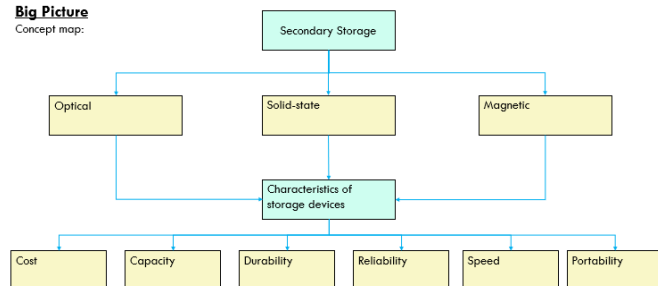 Big Picture
Concept map:
Secondary Storage
Optical
Solid-state
Magnetic
Characteristics of
storage devices
Cost
Capacity
Durability
Reliability
Speed
Portability